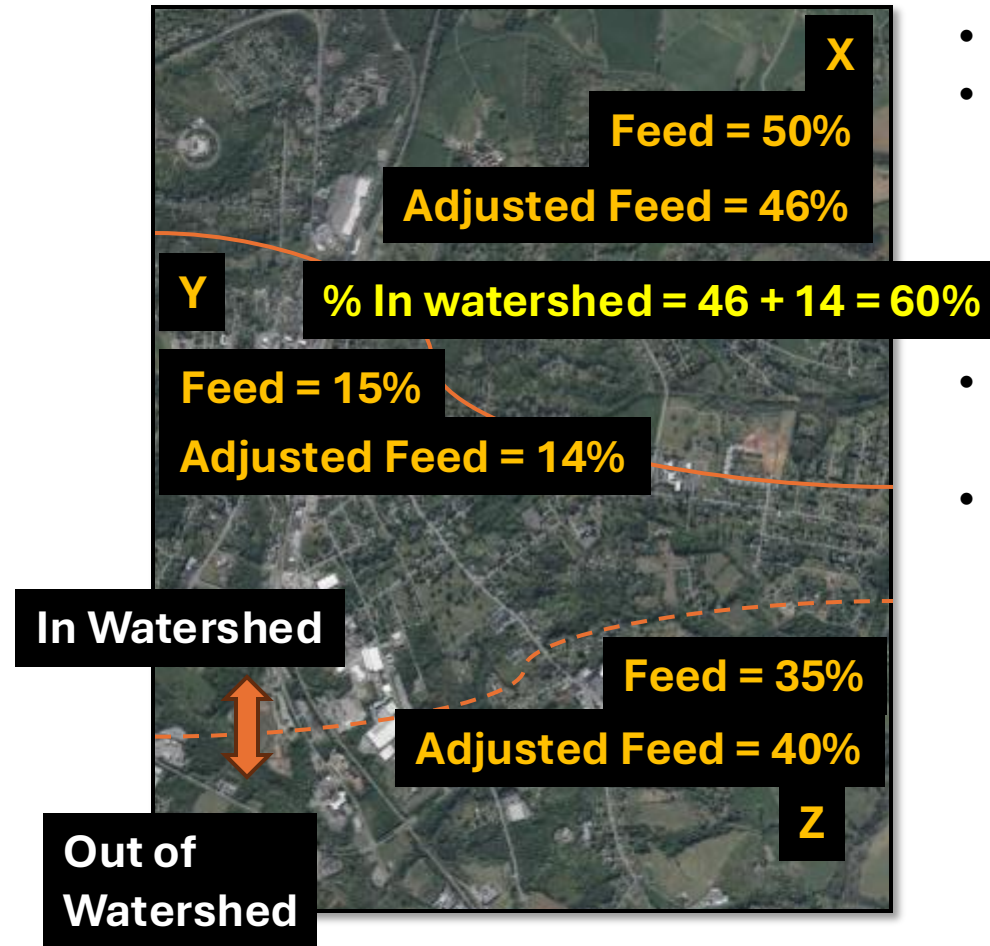 X
Feed = 50%
Adjusted Feed = 46%
Y
% In watershed = 46 + 14 = 60%
Feed = 15%
Adjusted Feed = 14%
In Watershed
Feed = 35%
Adjusted Feed = 40%
Z
Out of
Watershed